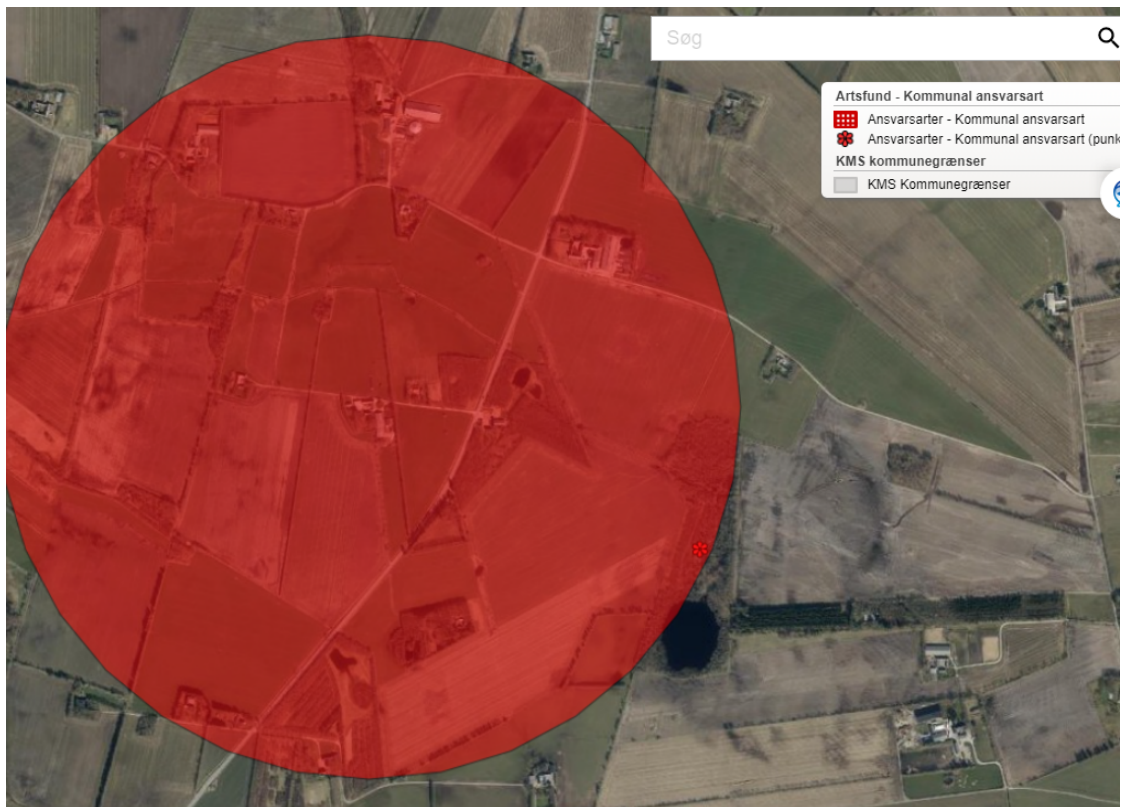 Søg
Artsfund - Kommunal ansvarsart
Ansvarsarter - Kommunal ansvarsart
Ansvarsarter - Kommunal ansvarsart (punk
KMS kommunegrænser
KMS Kommunegrænser